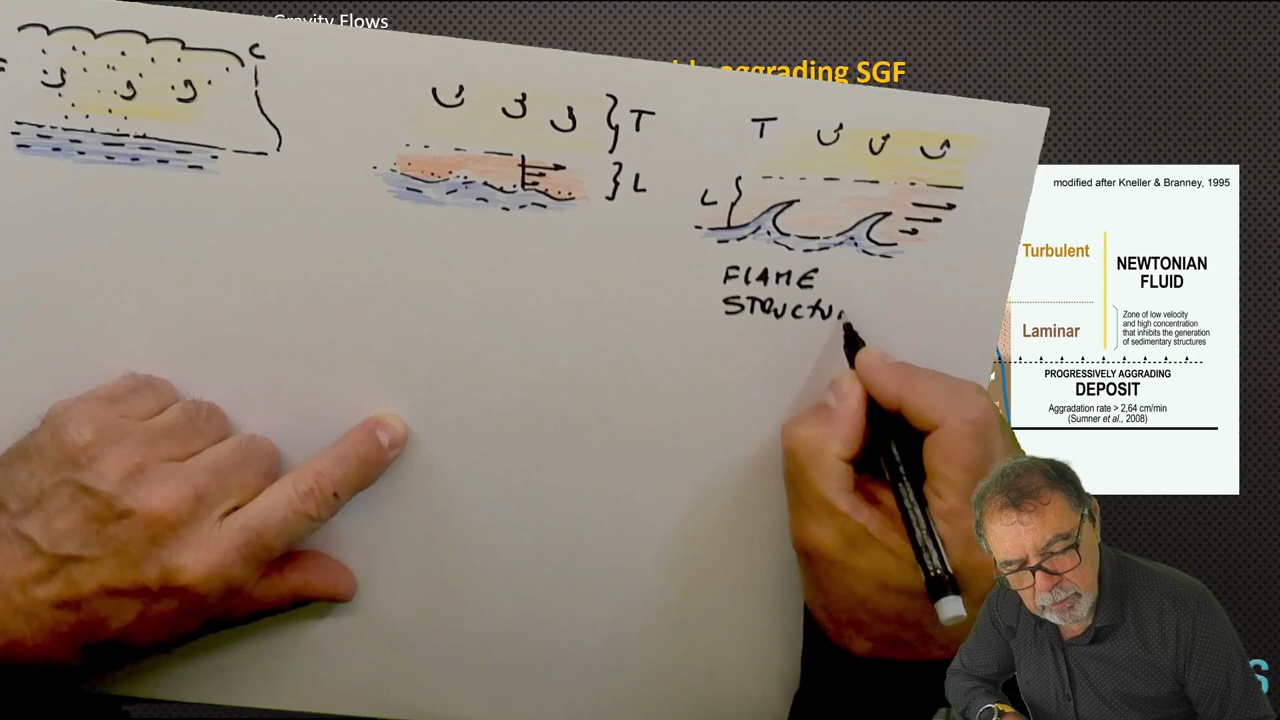 Gravity Flows
aggrading SGF
C
T
L
T
L
FLAME
STRUCTU
modified after Kneller & Branney, 1995
Turbulent
NEWTONIAN
FLUID
Laminar
Zone of low velocity
and high concentration
that inhibits the generation
of sedimentary structures
PROGRESSIVELY AGGRADING
DEPOSIT
Aggradation rate > 2,64 cm/min
(Sumner et al., 2008)
S